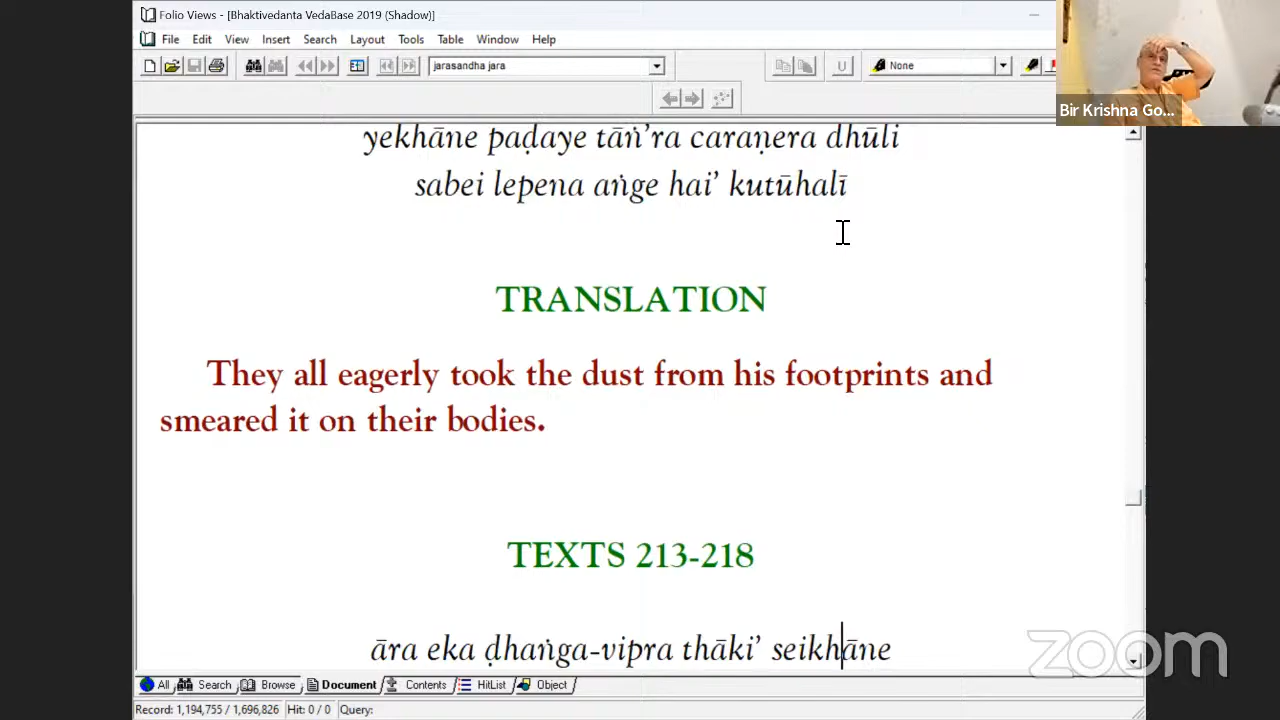 Folio Views - [Bhaktivedanta VedaBase 2019 (Shadow)]
File Edit View Insert Search Layout Tools Table Window Help
jarasandha jara
U
None
Bir Krishna Go...
yekhāne paḍaye tāṅ’ra caraṇera dhūli
sabei lepena aṅge hai’ kutūhalī
TRANSLATION
They all eagerly took the dust from his footprints and
smeared it on their bodies.
TEXTS 213-218
āra eka ḍhaṅga-vipra thāki’ seikhāne
zoom
All Search Browse Document Contents HitList Object
Record: 1,194,755 / 1,696,826 Hit: 0 / 0 Query: